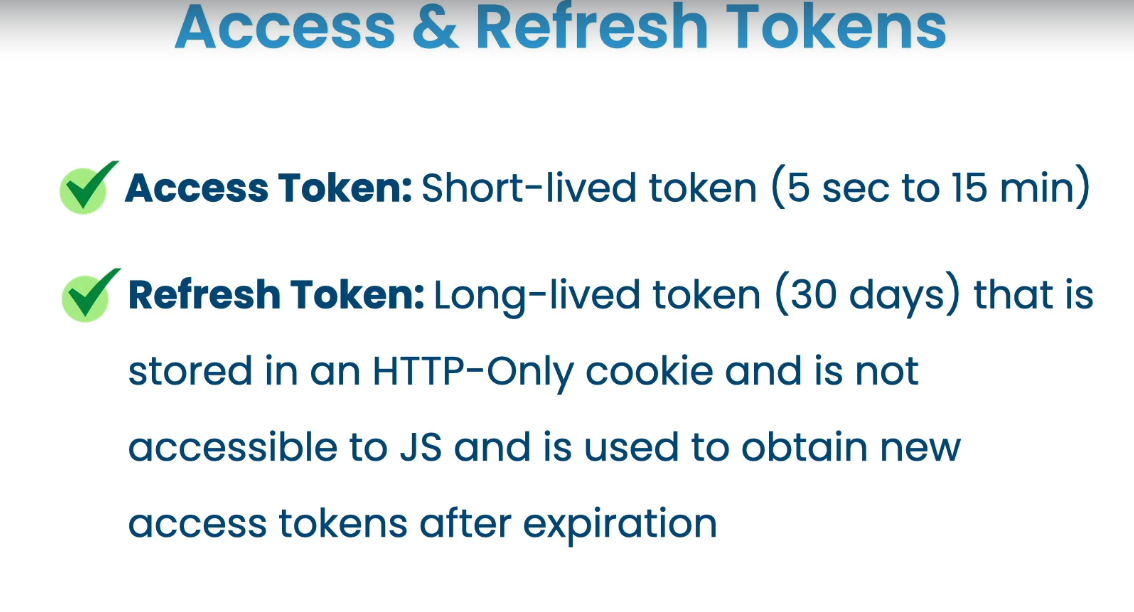 Access & Refresh Tokens
Access Token: Short-lived token (5 sec to 15 min)
Refresh Token: Long-lived token (30 days) that is
stored in an HTTP-Only cookie and is not
accessible to JS and is used to obtain new
access tokens after expiration